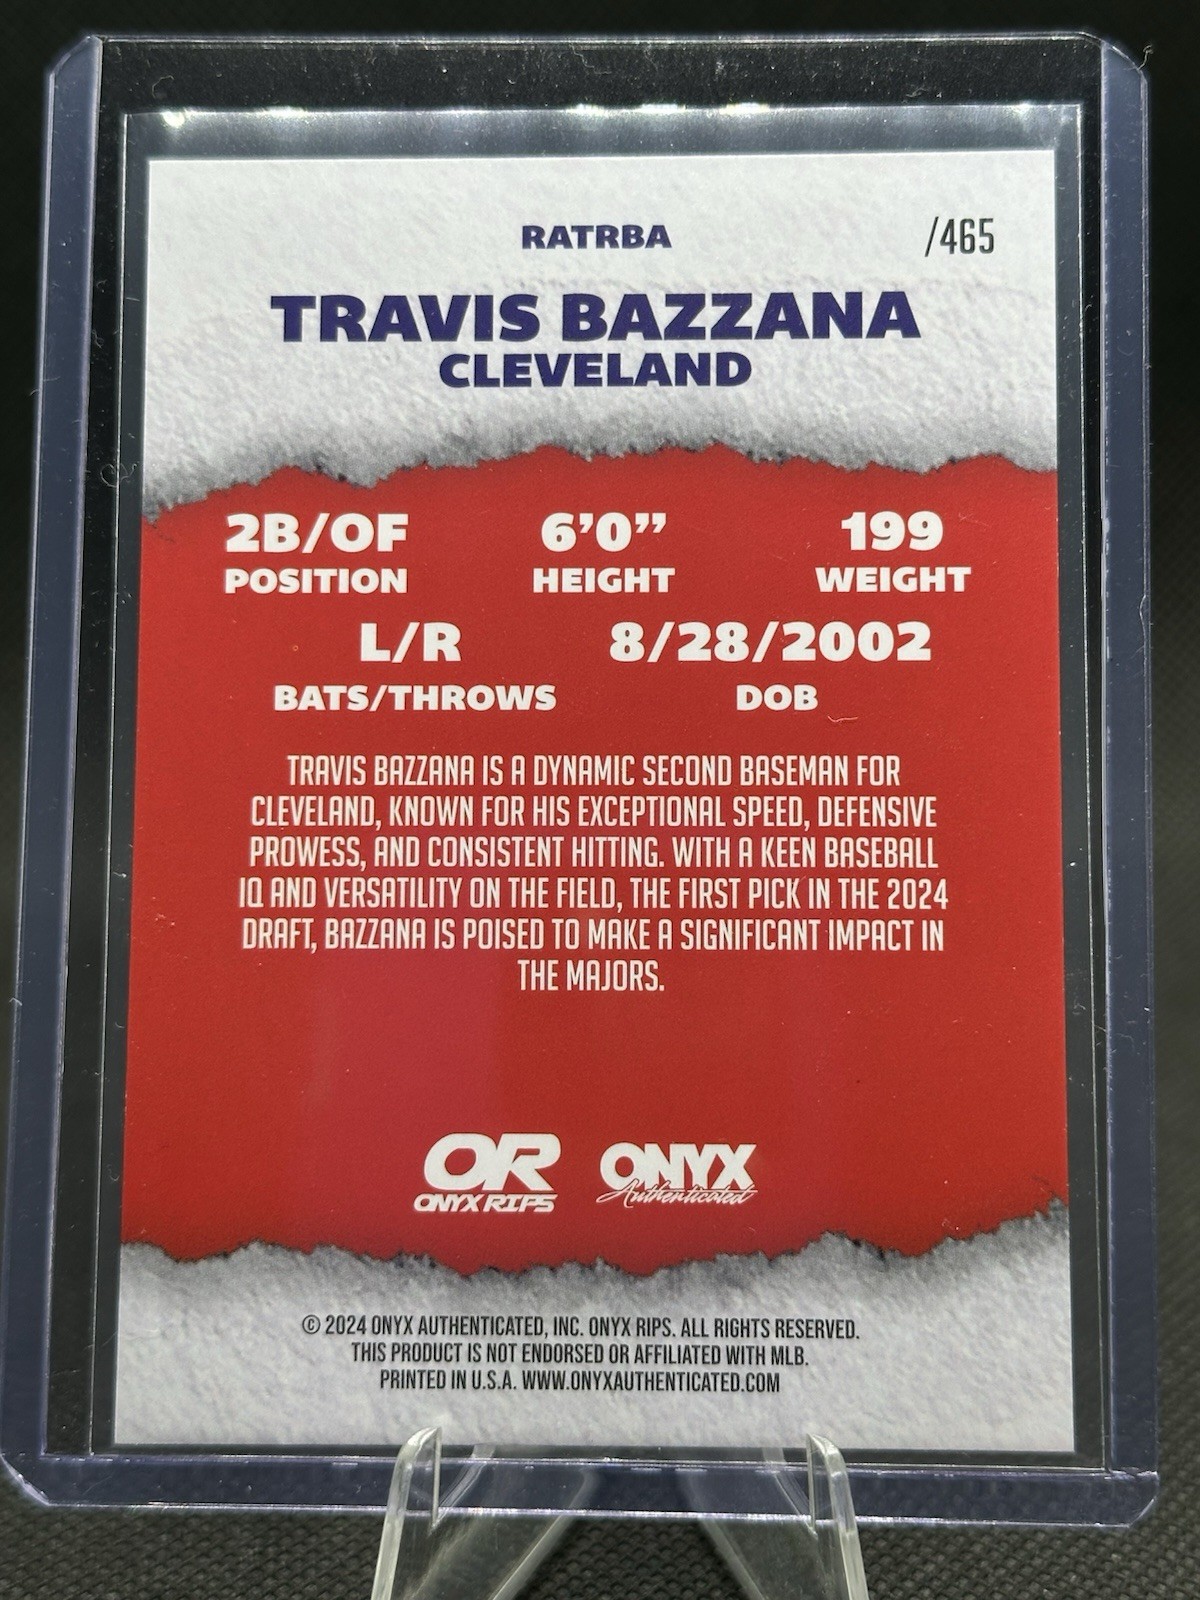 RATRBA
/465
TRAVIS BAZZANA
CLEVELAND
2B/OF 6’0” 199
POSITION HEIGHT WEIGHT
L/R 8/28/2002
BATS/THROWS DOB
TRAVIS BAZZANA IS A DYNAMIC SECOND BASEMAN FOR
CLEVELAND, KNOWN FOR HIS EXCEPTIONAL SPEED, DEFENSIVE
PROWESS, AND CONSISTENT HITTING. WITH A KEEN BASEBALL
IQ AND VERSATILITY ON THE FIELD, THE FIRST PICK IN THE 2024
DRAFT, BAZZANA IS POISED TO MAKE A SIGNIFICANT IMPACT IN
THE MAJORS.
OR ONYX
ONYX RIPS Authenticated
© 2024 ONYX AUTHENTICATED, INC. ONYX RIPS. ALL RIGHTS RESERVED.
THIS PRODUCT IS NOT ENDORSED OR AFFILIATED WITH MLB.
PRINTED IN U.S.A. WWW.ONYXAUTHENTICATED.COM